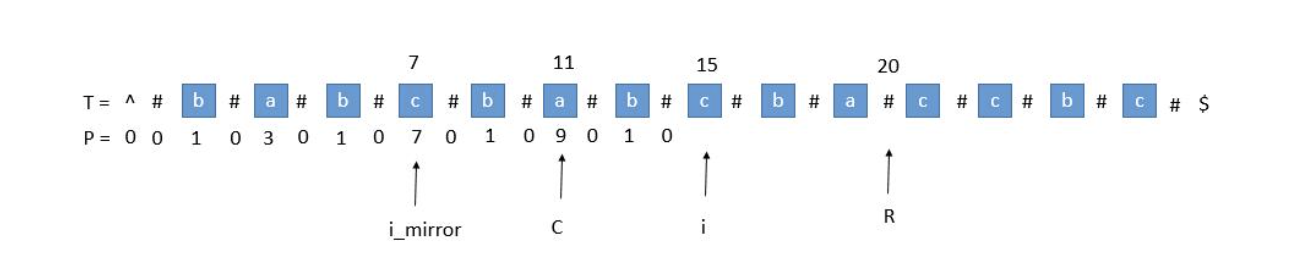 7 11 15 20
T = ^ # b # a # b # c # b # a # b # c # b # a # c # c # b # c # $
P = 0 0 1 0 3 0 1 0 7 0 1 0 9 0 1 0
i_mirror C i R